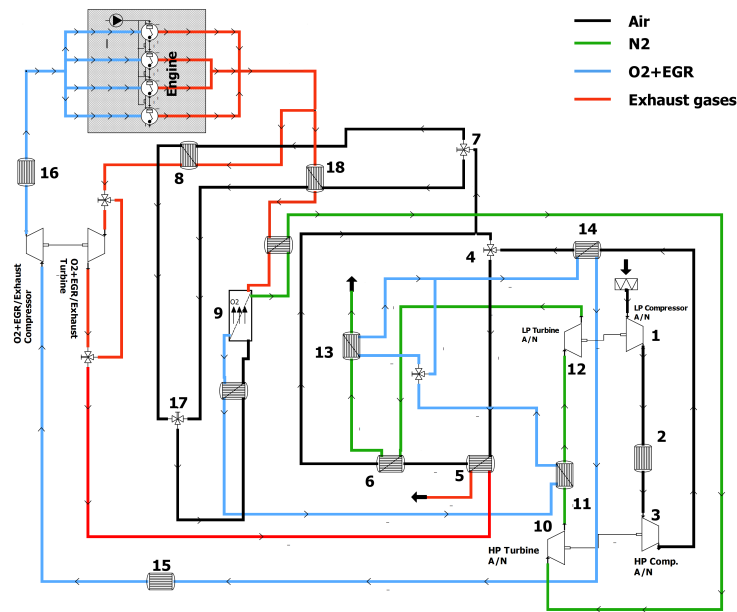 Air
N2
O2+EGR
Exhaust gases
Engine
7
16
8
18
14
4
LP Compressor
A/N
O2+EGR/Exhaust
Compressor
O2+EGR/Exhaust
Turbine
9
O2
LP Turbine
A/N
1
13
12
17
2
6
5
11
3
10
HP Turbine
A/N
HP Comp.
A/N
15